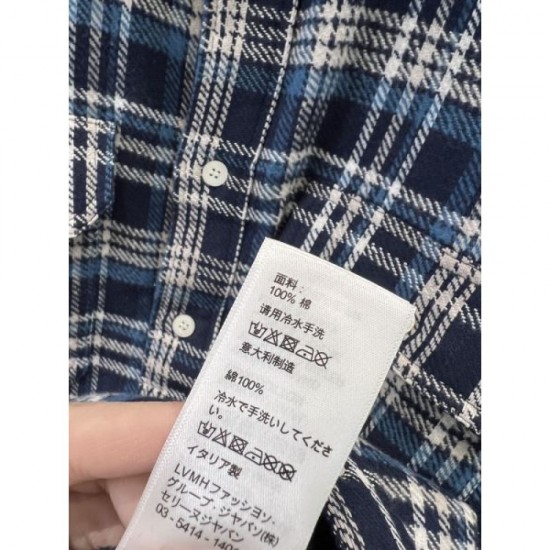 面料：
100% 棉
请用冷水手洗
意大利制造
綿100%
冷水で手洗いしてくださ
い。
イタリア製
LVMHファッション・
グループ・ジャパン(株)
セリーヌジャパン
03 - 5414 - 140